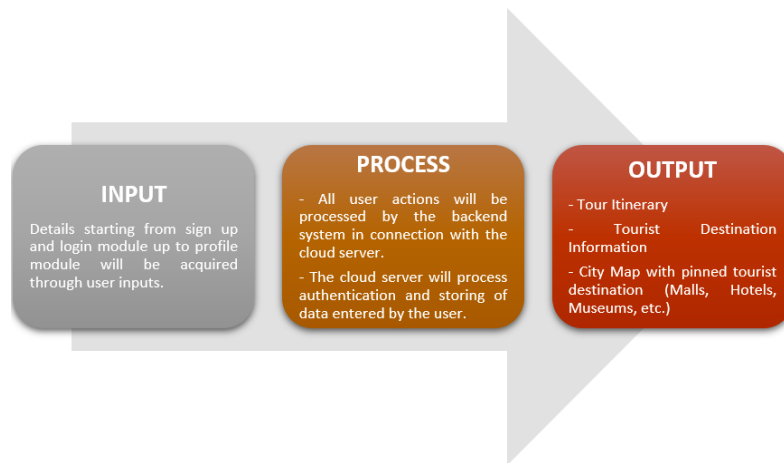 INPUT
Details starting from sign up
and login module up to profile
module will be acquired
through user inputs.
PROCESS
- All user actions will be
processed by the backend
system in connection with the
cloud server.
- The cloud server will process
authentication and storing of
data entered by the user.
OUTPUT
- Tour Itinerary
- Tourist Destination
Information
- City Map with pinned tourist
destination (Malls, Hotels,
Museums, etc.)